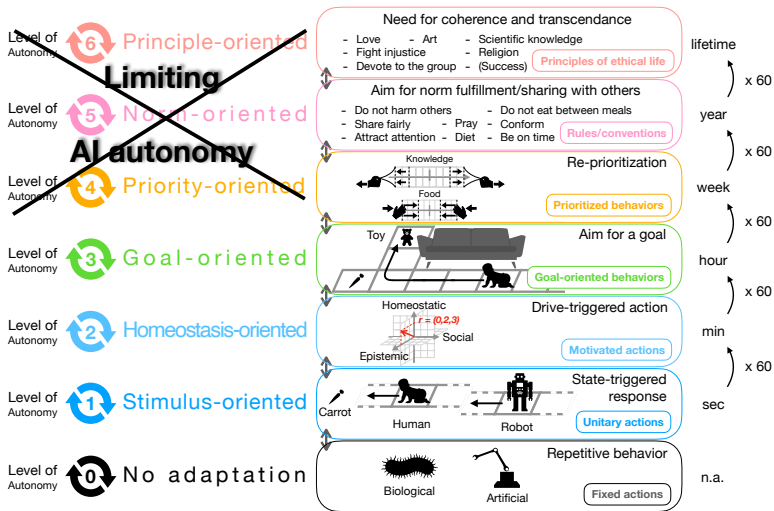 Need for coherence and transcendence
- Love - Art - Scientific knowledge
- Fight injustice - Religion
- Devote to the group - (Success)
Principles of ethical life
Level of
Autonomy
6
Principle-oriented
lifetime
x 60
Limiting
Aim for norm fulfillment/sharing with others
- Do not harm others - Do not eat between meals
- Share fairly - Pray - Conform
- Attract attention - Diet - Be on time
Rules/conventions
Level of
Autonomy
5
Norm-oriented
year
x 60
AI autonomy
Re-prioritization
Knowledge
Food
Prioritized behaviors
Level of
Autonomy
4
Priority-oriented
week
x 60
Aim for a goal
Toy
Goal-oriented behaviors
Level of
Autonomy
3
Goal-oriented
hour
x 60
Drive-triggered action
Homeostatic
r = (0,2,3)
Social
Epistemic
Motivated actions
Level of
Autonomy
2
Homeostasis-oriented
min
x 60
State-triggered
response
Carrot
Human
Robot
Unitary actions
Level of
Autonomy
1
Stimulus-oriented
sec
Repetitive behavior
Biological
Artificial
Fixed actions
Level of
Autonomy
0
No adaptation
n.a.